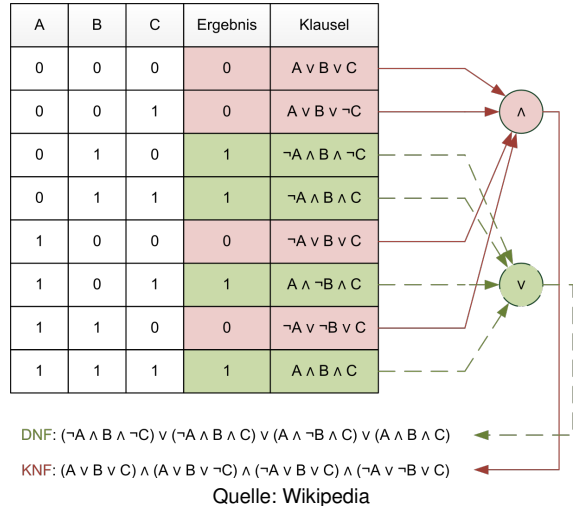 A B C Ergebnis Klausel
0 0 0 0 A ∨ B ∨ C
0 0 1 0 A ∨ B ∨ ¬C
0 1 0 1 ¬A ∧ B ∧ ¬C
0 1 1 1 ¬A ∧ B ∧ C
1 0 0 0 ¬A ∨ B ∨ C
1 0 1 1 A ∧ ¬B ∧ C
1 1 0 0 ¬A ∨ ¬B ∨ C
1 1 1 1 A ∧ B ∧ C
∧
∨
DNF: (¬A ∧ B ∧ ¬C) ∨ (¬A ∧ B ∧ C) ∨ (A ∧ ¬B ∧ C) ∨ (A ∧ B ∧ C)
KNF: (A ∨ B ∨ C) ∧ (A ∨ B ∨ ¬C) ∧ (¬A ∨ B ∨ C) ∧ (¬A ∨ ¬B ∨ C)
Quelle: Wikipedia